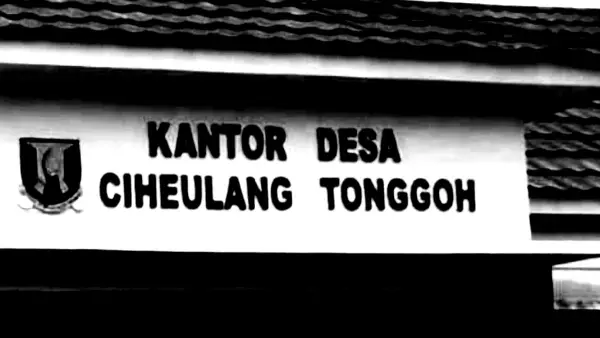 KANTOR DESA
CIHEULANG TONGGOH